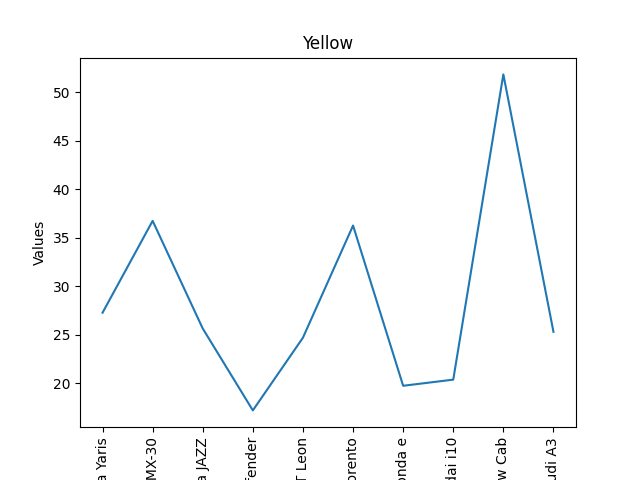 Yellow
50
45
40
35
30
25
20
Values
a Yaris
MX-30
a JAZZ
fender
T Leon
orento
onda e
dai i10
w Cab
udi A3